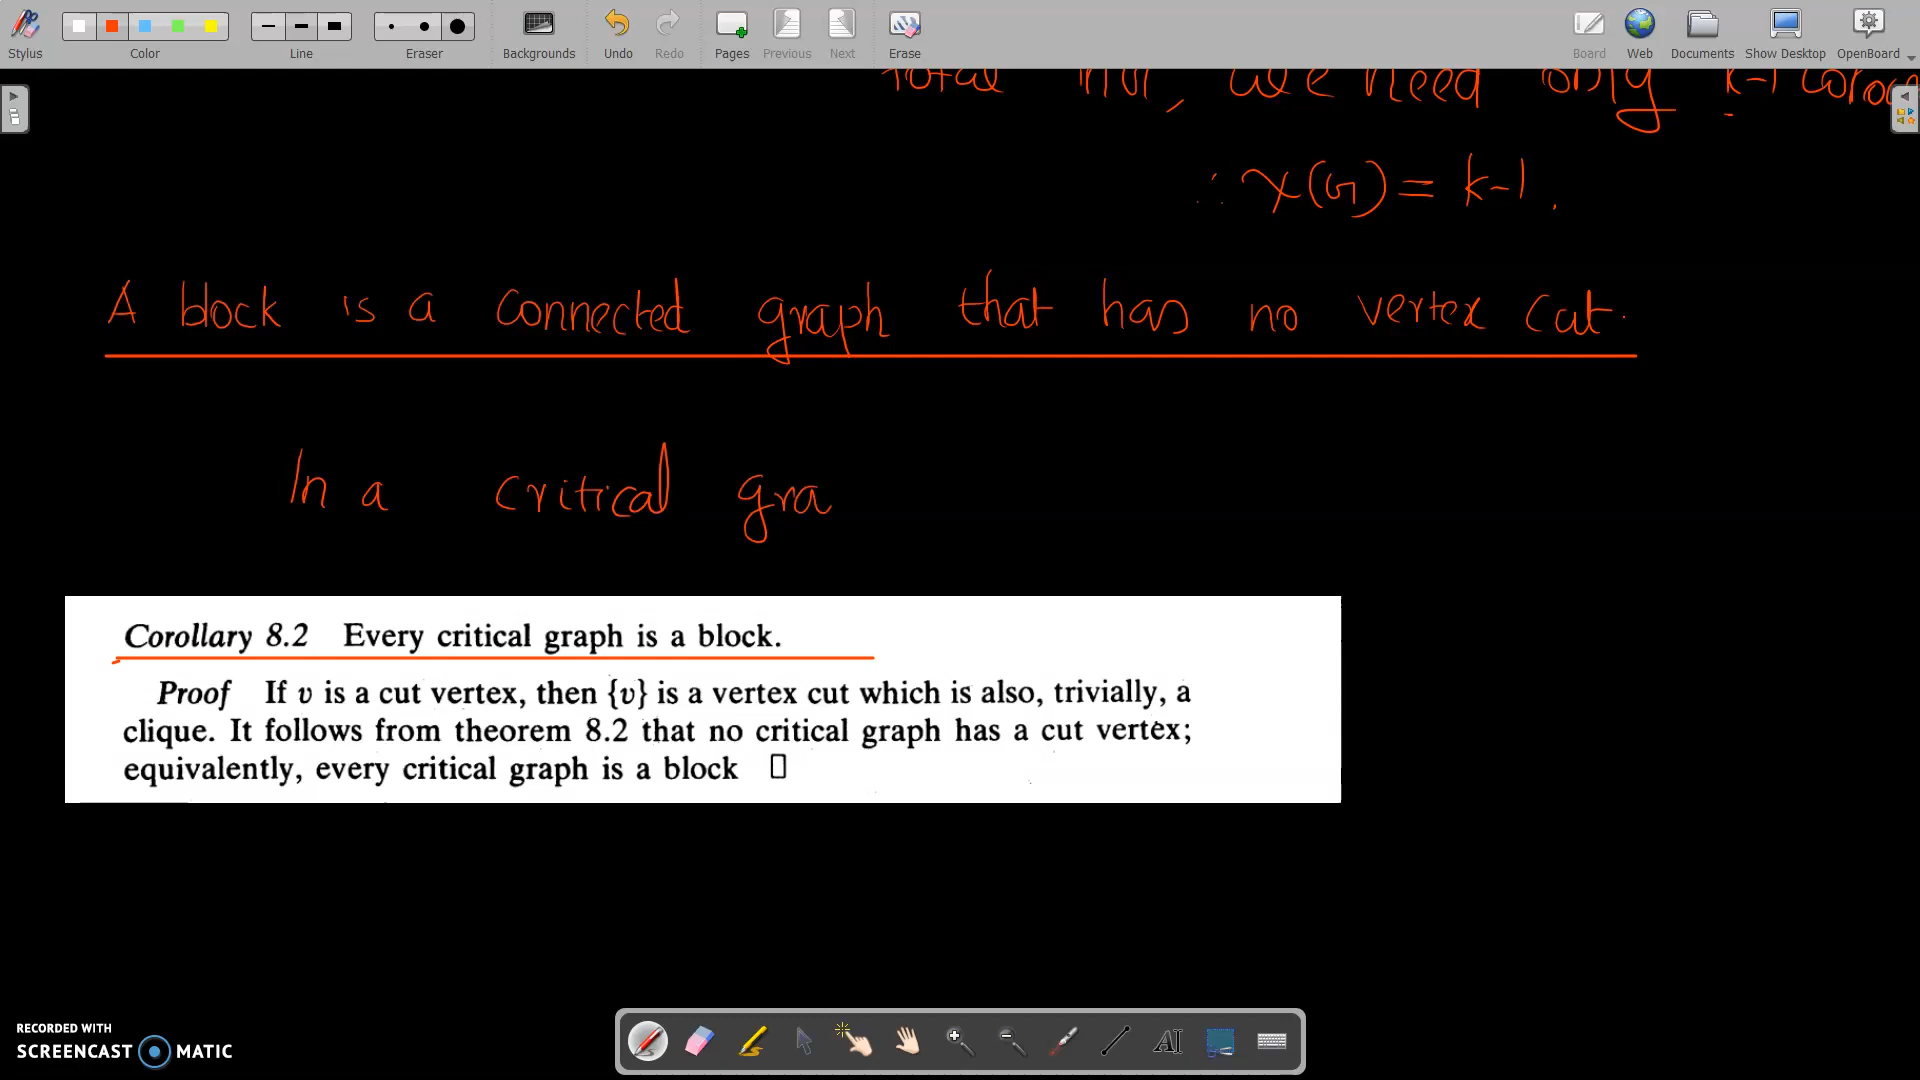 Stylus Color Line Eraser Backgrounds Undo Redo Pages Previous Next Erase Board Web Documents Show Desktop OpenBoard
total nor, we need only k-1
∴ χ(G) = k-1.
A block is a connected graph that has no vertex cut.
In a critical gra
Corollary 8.2 Every critical graph is a block.
Proof If v is a cut vertex, then {v} is a vertex cut which is also, trivially, a
clique. It follows from theorem 8.2 that no critical graph has a cut vertex;
equivalently, every critical graph is a block □
RECORDED WITH
SCREENCAST MATIC
AI